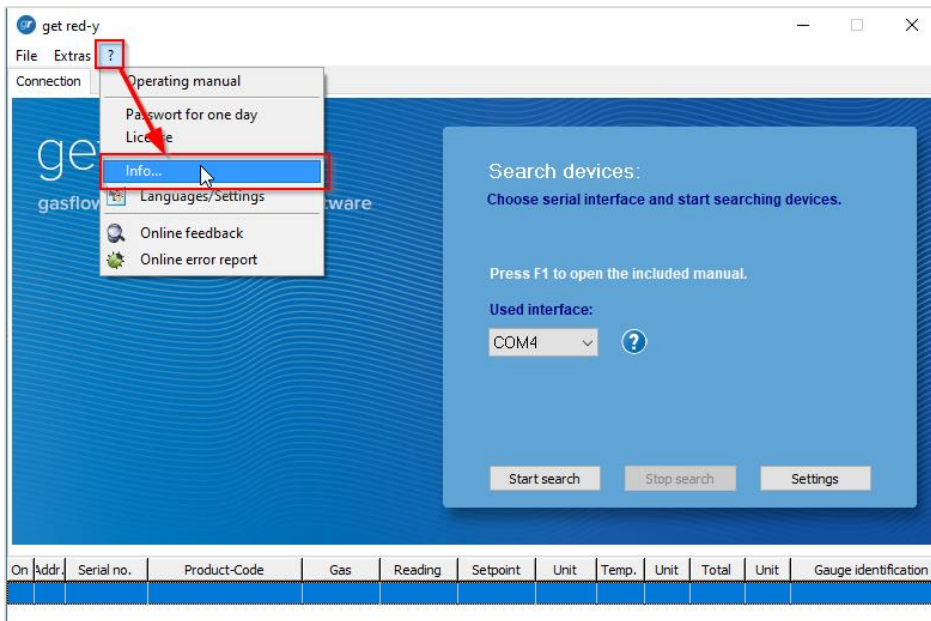 get red-y
File Extras ?
Connection
Operating manual
Passwort for one day
License
Info...
Languages/Settings
Online feedback
Online error report
ge
gasflow
ware
Search devices:
Choose serial interface and start searching devices.
Press F1 to open the included manual.
Used interface:
COM4
?
Start search Stop search Settings
On Addr. Serial no. Product-Code Gas Reading Setpoint Unit Temp. Unit Total Unit Gauge identification